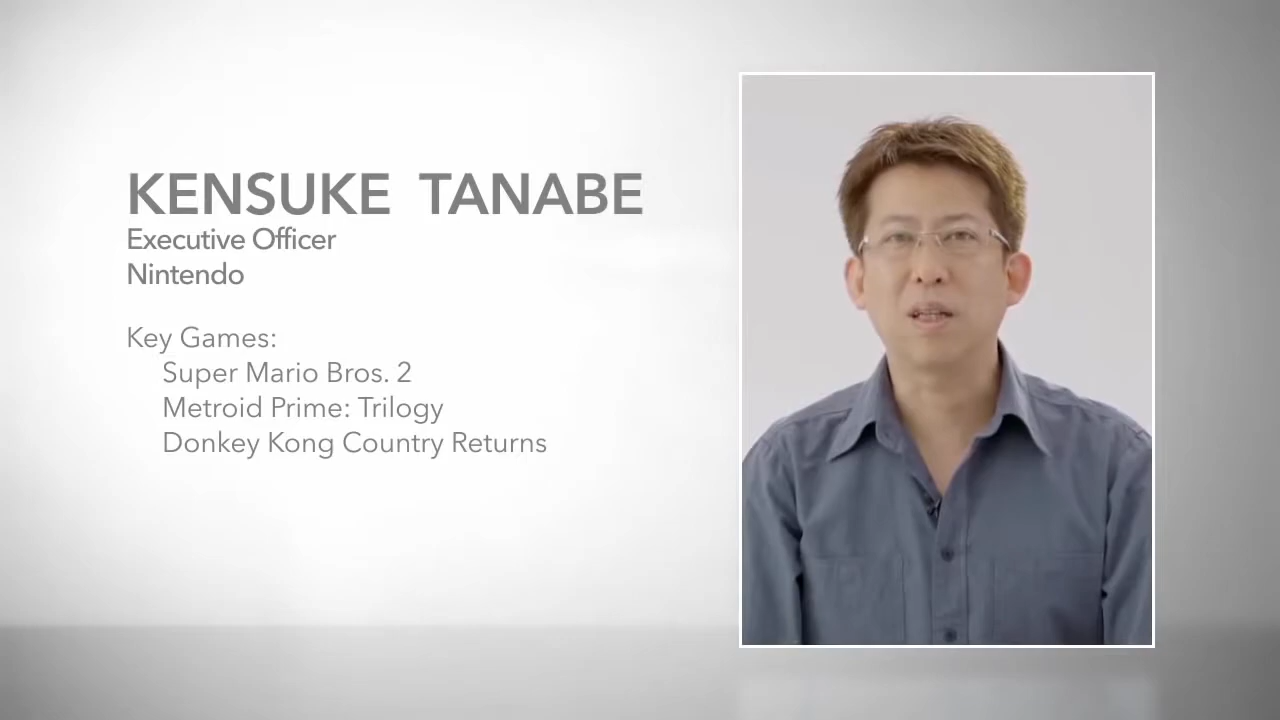 KENSUKE TANABE
Executive Officer
Nintendo
Key Games:
Super Mario Bros. 2
Metroid Prime: Trilogy
Donkey Kong Country Returns